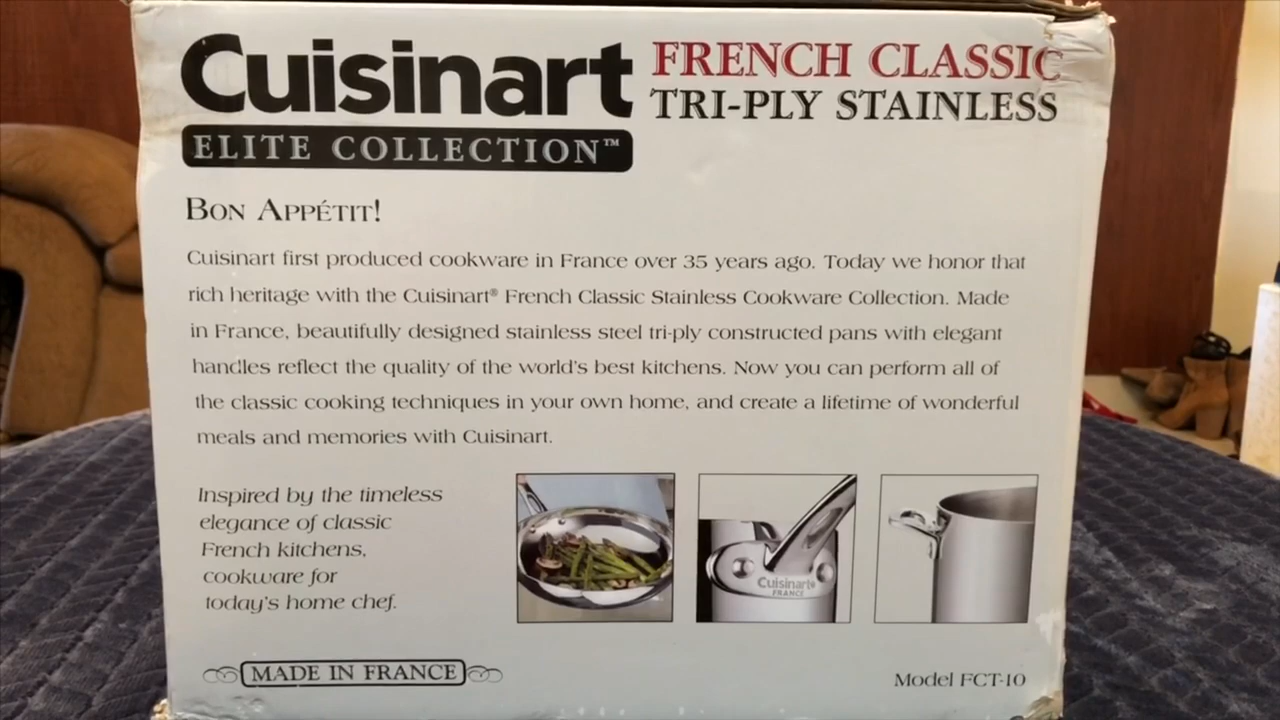 Cuisinart
ELITE COLLECTION™
FRENCH CLASSIC
TRI-PLY STAINLESS
BON APPÉTIT!
Cuisinart first produced cookware in France over 35 years ago. Today we honor that
rich heritage with the Cuisinart® French Classic Stainless Cookware Collection. Made
in France, beautifully designed stainless steel tri-ply constructed pans with elegant
handles reflect the quality of the world's best kitchens. Now you can perform all of
the classic cooking techniques in your own home, and create a lifetime of wonderful
meals and memories with Cuisinart.
Inspired by the timeless
elegance of classic
French kitchens,
cookware for
today's home chef.
Cuisinart®
FRANCE
MADE IN FRANCE
Model FCT-10